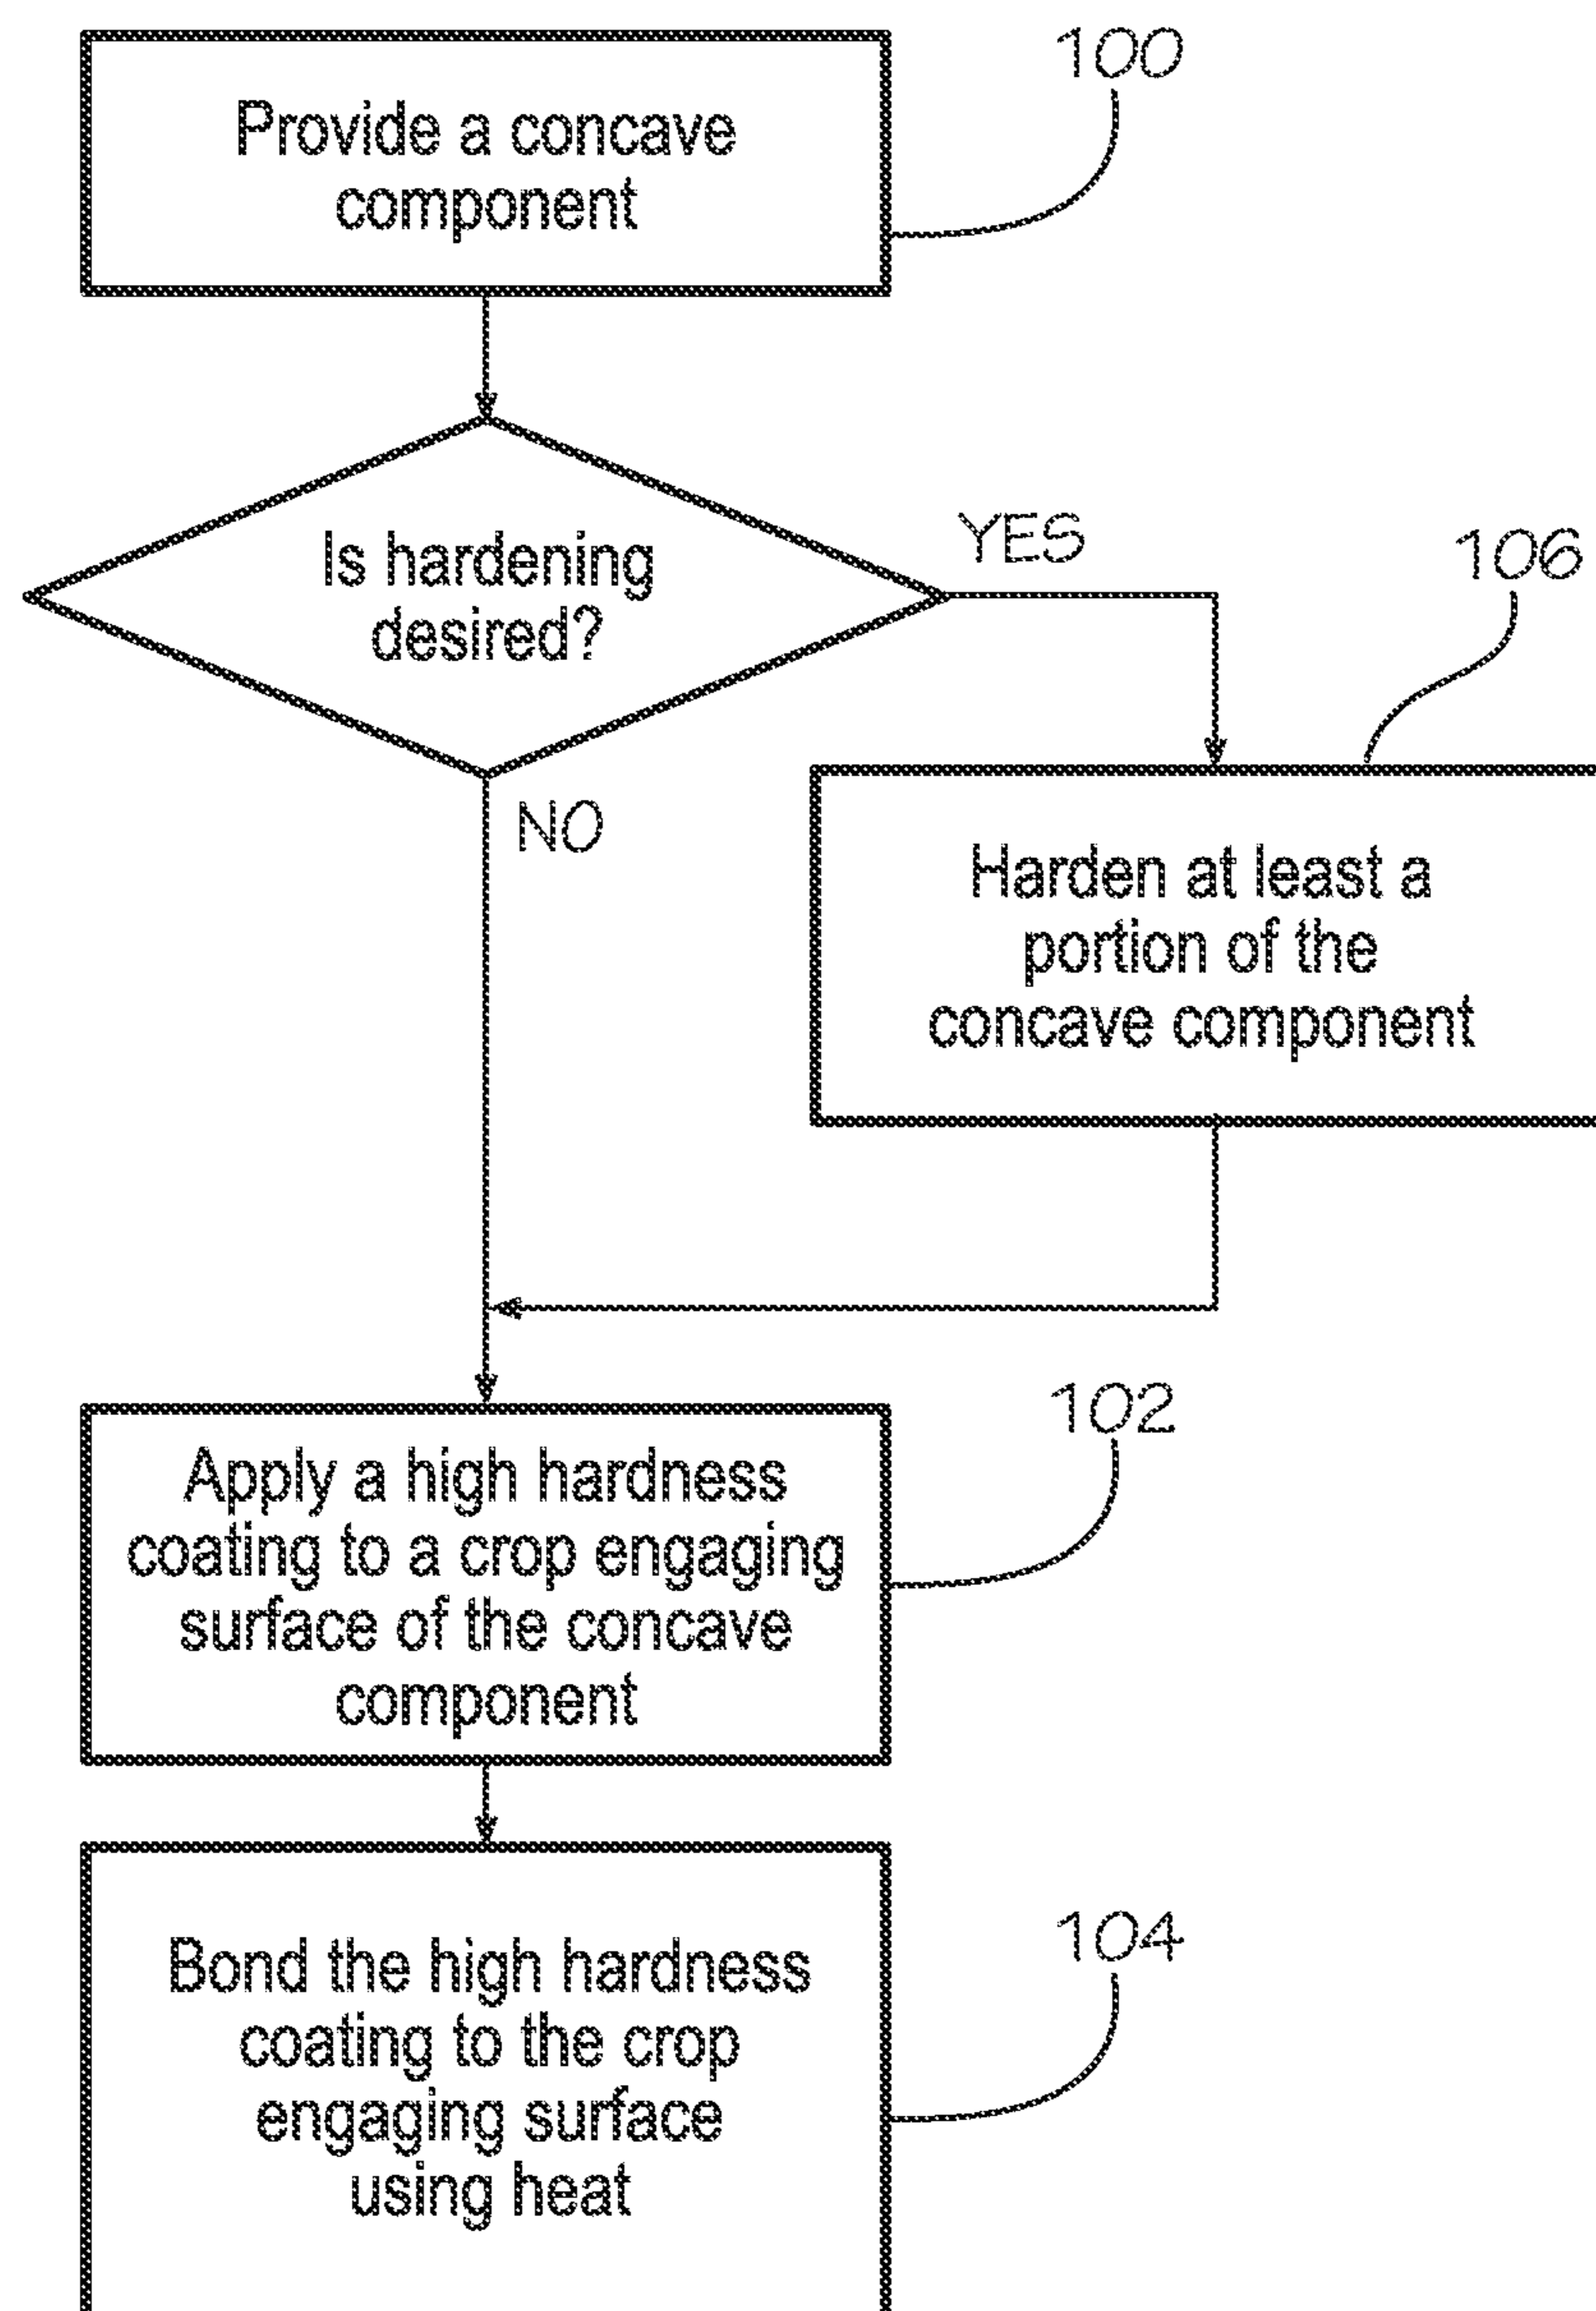 Provide a concave
component
100
Is hardening
desired?
YES
106
NO
Harden at least a
portion of the
concave component
Apply a high hardness
coating to a crop engaging
surface of the concave
component
102
Bond the high hardness
coating to the crop
engaging surface
using heat
104